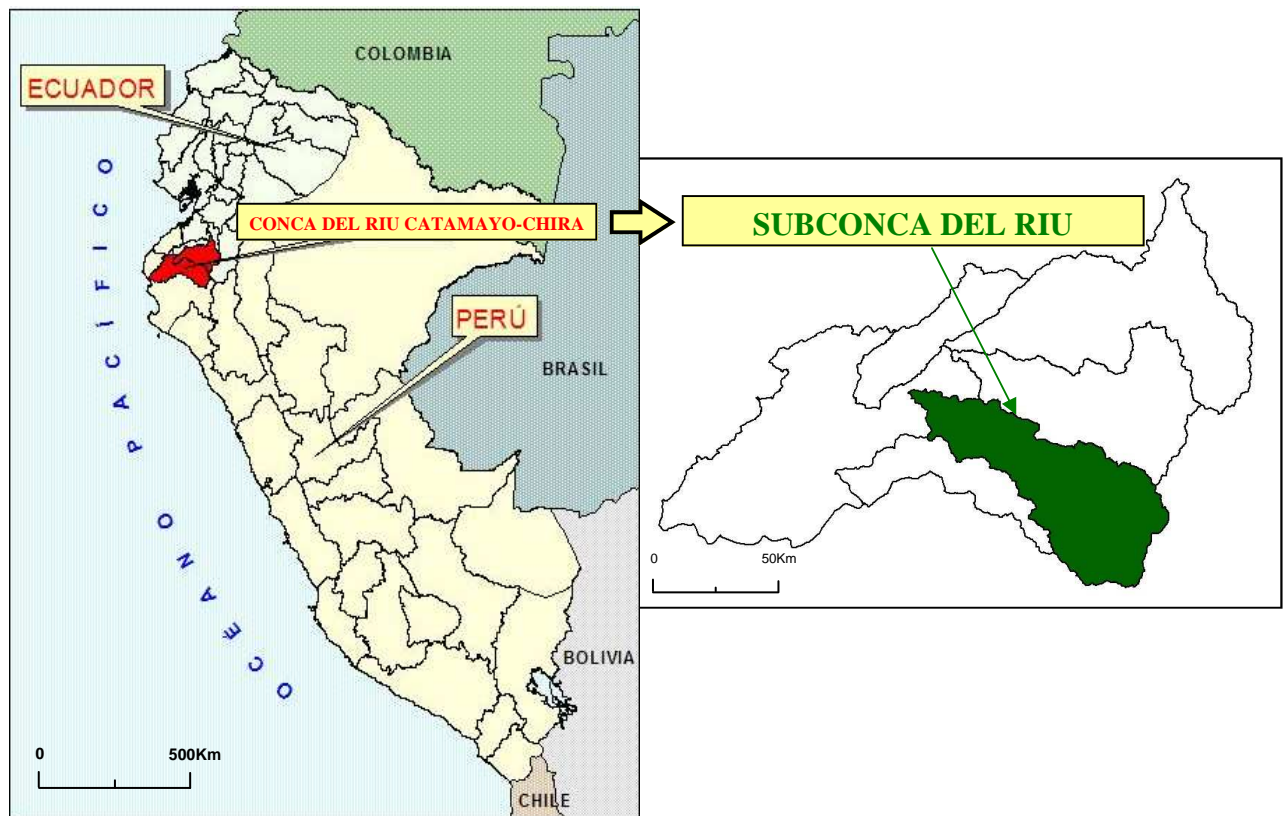 COLOMBIA
ECUADOR
CONCA DEL RIU CATAMAYO-CHIRA
SUBCONCA DEL RIU
PERÚ
BRASIL
OCÉANO PACÍFICO
BOLIVIA
CHILE
0 500Km
0 50Km